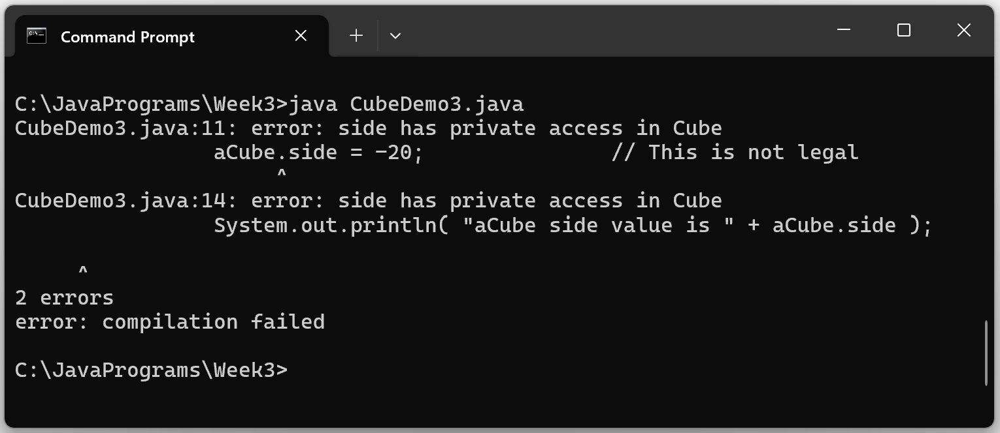 Command Prompt
C:\JavaPrograms\Week3>java CubeDemo3.java
CubeDemo3.java:11: error: side has private access in Cube
                aCube.side = -20;               // This is not legal
                     ^
CubeDemo3.java:14: error: side has private access in Cube
                System.out.println( "aCube side value is " + aCube.side );
     ^
2 errors
error: compilation failed
C:\JavaPrograms\Week3>